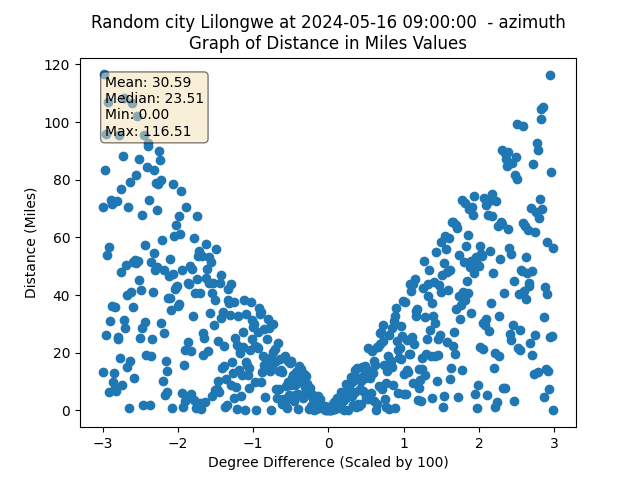 Random city Lilongwe at 2024-05-16 09:00:00  - azimuth
Graph of Distance in Miles Values
120
100
80
60
40
20
0
Distance (Miles)
Mean: 30.59
Median: 23.51
Min: 0.00
Max: 116.51
−3 −2 −1 0 1 2 3
Degree Difference (Scaled by 100)